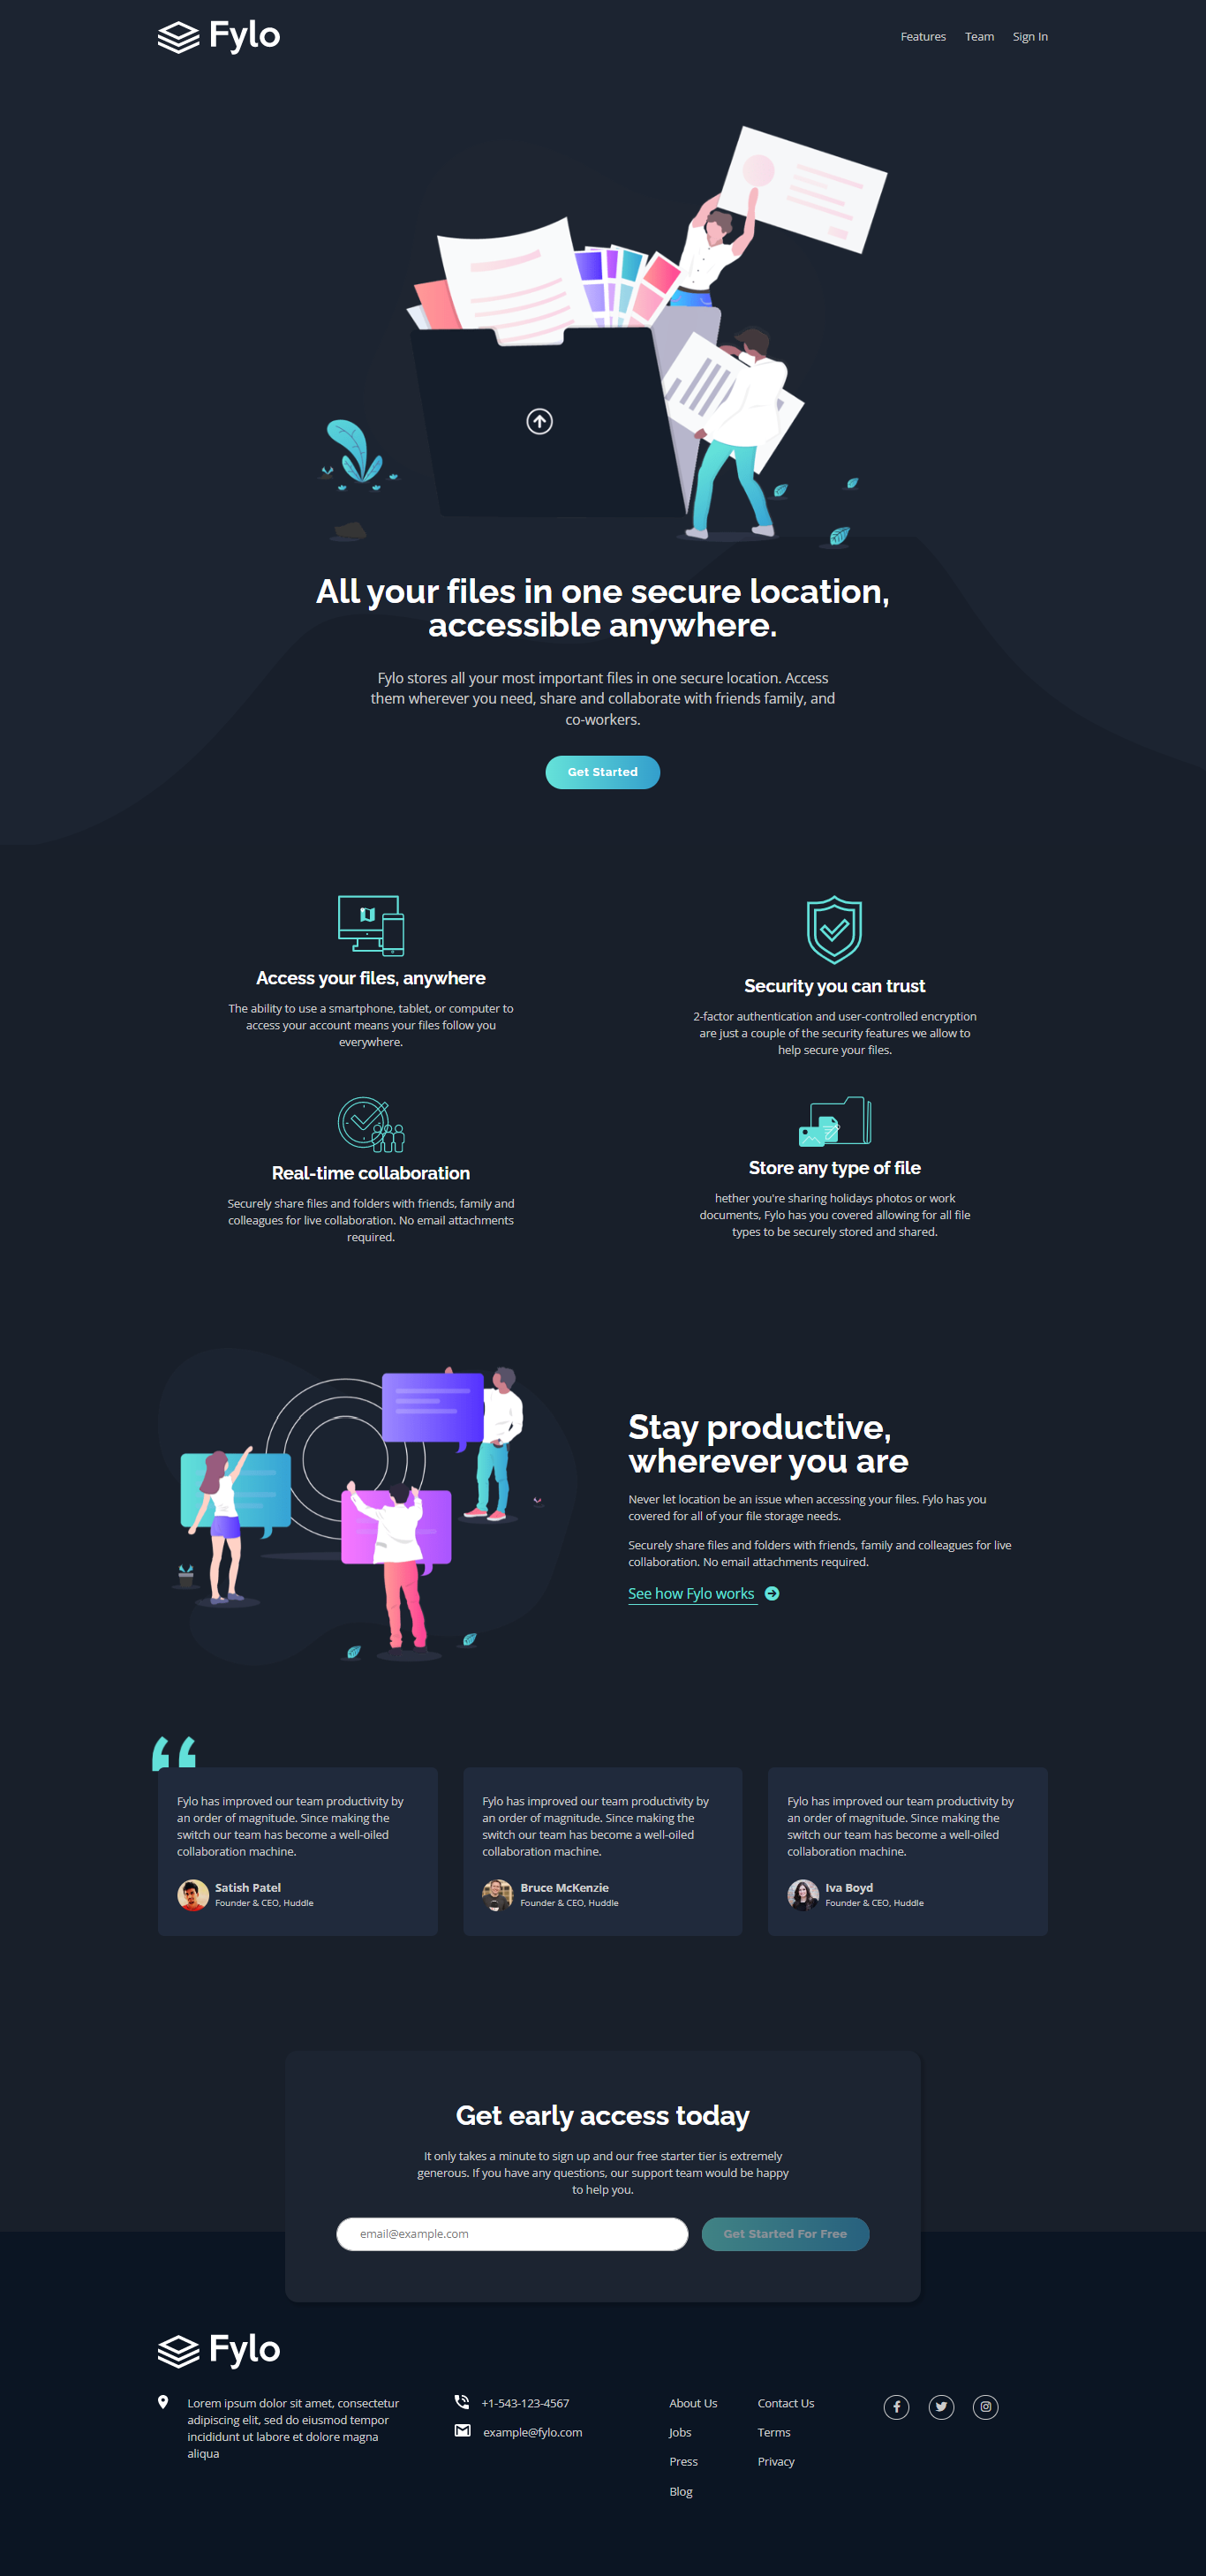 Fylo
Features Team Sign In
All your files in one secure location,
accessible anywhere.
Fylo stores all your most important files in one secure location. Access
them wherever you need, share and collaborate with friends family, and
co-workers.
Get Started
Access your files, anywhere
The ability to use a smartphone, tablet, or computer to
access your account means your files follow you
everywhere.
Security you can trust
2-factor authentication and user-controlled encryption
are just a couple of the security features we allow to
help secure your files.
Real-time collaboration
Securely share files and folders with friends, family and
colleagues for live collaboration. No email attachments
required.
Store any type of file
hether you're sharing holidays photos or work
documents, Fylo has you covered allowing for all file
types to be securely stored and shared.
Stay productive,
wherever you are
Never let location be an issue when accessing your files. Fylo has you
covered for all of your file storage needs.
Securely share files and folders with friends, family and colleagues for live
collaboration. No email attachments required.
See how Fylo works
“
Fylo has improved our team productivity by
an order of magnitude. Since making the
switch our team has become a well-oiled
collaboration machine.
Satish Patel
Founder & CEO, Huddle
Fylo has improved our team productivity by
an order of magnitude. Since making the
switch our team has become a well-oiled
collaboration machine.
Bruce McKenzie
Founder & CEO, Huddle
Fylo has improved our team productivity by
an order of magnitude. Since making the
switch our team has become a well-oiled
collaboration machine.
Iva Boyd
Founder & CEO, Huddle
Get early access today
It only takes a minute to sign up and our free starter tier is extremely
generous. If you have any questions, our support team would be happy
to help you.
email@example.com
Get Started For Free
Fylo
Lorem ipsum dolor sit amet, consectetur
adipiscing elit, sed do eiusmod tempor
incididunt ut labore et dolore magna
aliqua
+1-543-123-4567
example@fylo.com
About Us
Jobs
Press
Blog
Contact Us
Terms
Privacy